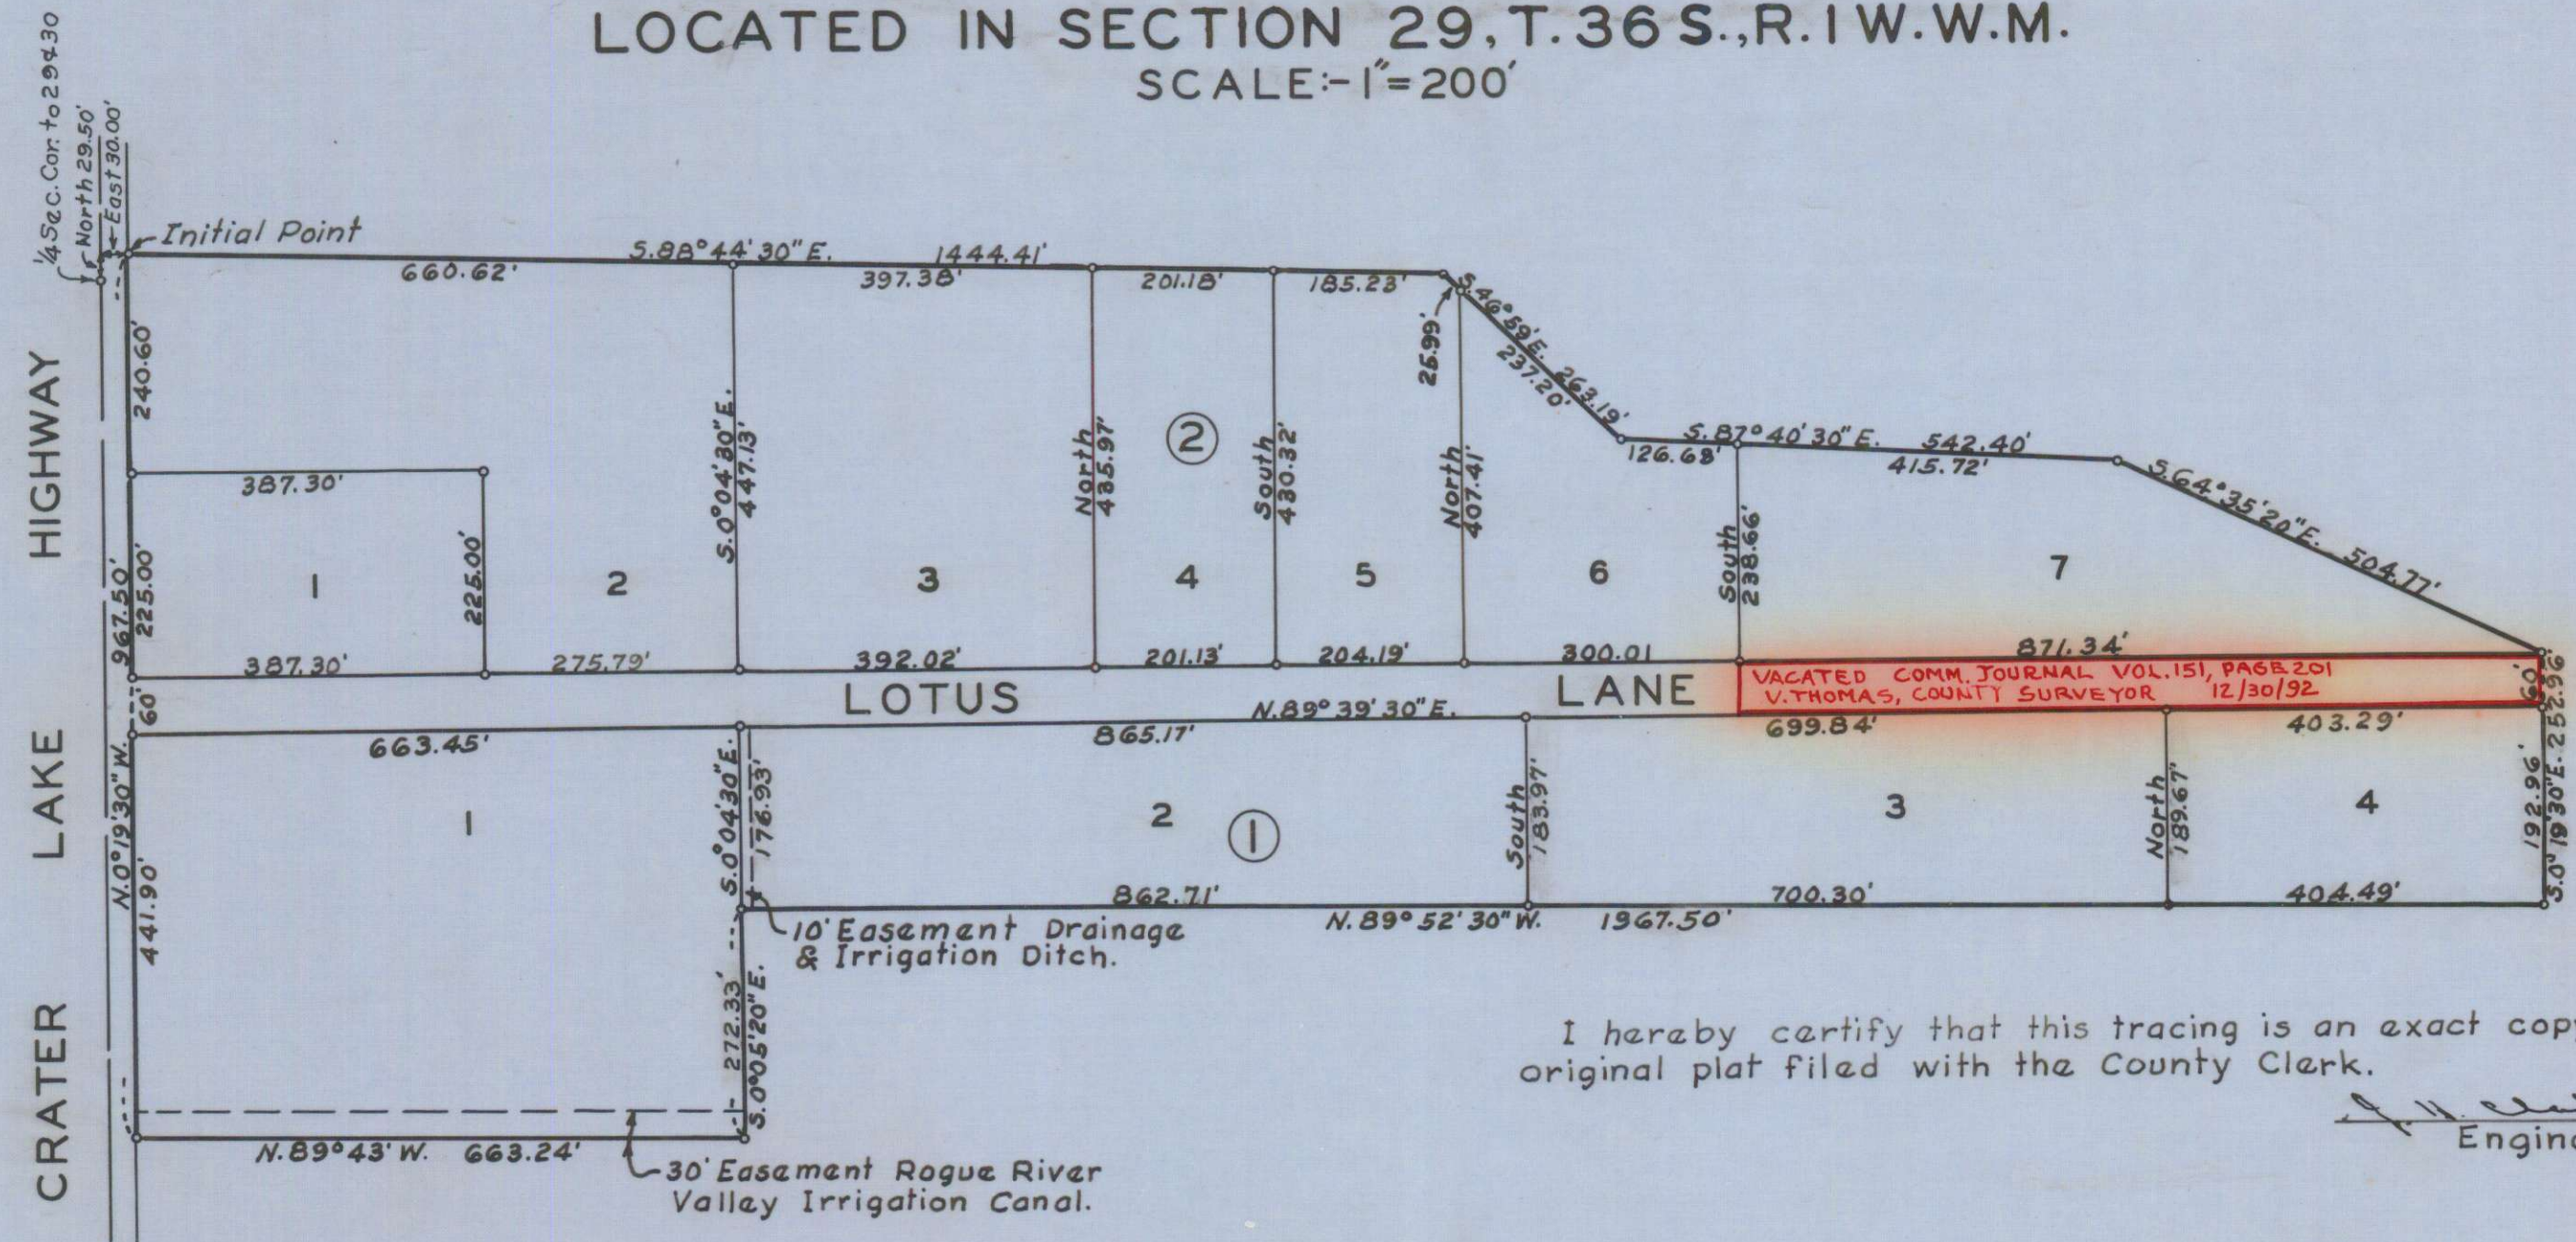 LOCATED IN SECTION 29, T. 36 S., R. 1 W. W. M.
SCALE:- 1"= 200'
1/4 Sec. Cor. to 29 & 30
North 29.50'
East 30.00'
Initial Point
S. 88° 44' 30" E. 1444.41'
660.62'
397.38'
201.18'
185.23'
S. 46° 59' E. 263.19'
25.99'
237.20'
S. 87° 40' 30" E. 542.40'
126.68'
415.72'
S. 64° 35' 20" E. 504.77'
240.60'
387.30'
225.00'
225.00'
967.50'
S. 0° 04' 30" E.
447.13'
North
435.97'
②
South
430.32'
North
407.41'
South
238.66'
1
2
3
4
5
6
7
387.30'
275.79'
392.02'
201.13'
204.19'
300.01
871.34'
60'
LOTUS LANE
VACATED COMM. JOURNAL VOL. 151, PAGE 201
V. THOMAS, COUNTY SURVEYOR 12/30/92
60'
N. 89° 39' 30" E.
663.45'
865.17'
699.84'
403.29'
N. 0° 19' 30" W.
441.90'
S. 0° 04' 30" E.
176.93'
South
183.97'
North
189.67'
192.96'
S. 0° 19' 30" E. 252.96'
1
2
①
3
4
862.71'
700.30'
404.49'
N. 89° 52' 30" W. 1967.50'
10' Easement Drainage
& Irrigation Ditch.
272.33'
S. 0° 05' 20" E.
N. 89° 43' W. 663.24'
30' Easement Rogue River
Valley Irrigation Canal.
CRATER LAKE HIGHWAY
I hereby certify that this tracing is an exact cop
original plat filed with the County Clerk.
Engin